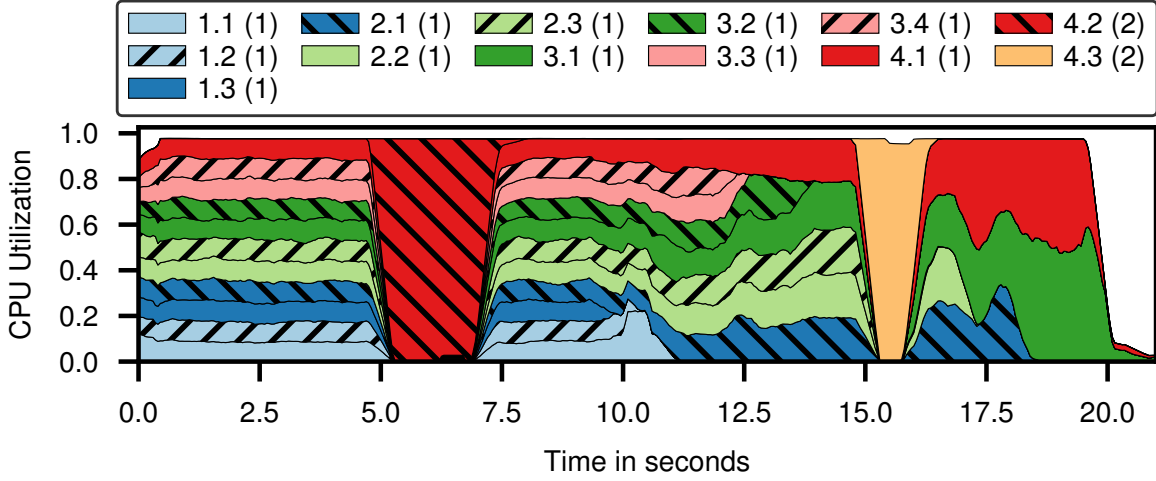 1.1 (1) 2.1 (1) 2.3 (1) 3.2 (1) 3.4 (1) 4.2 (2)
1.2 (1) 2.2 (1) 3.1 (1) 3.3 (1) 4.1 (1) 4.3 (2)
1.3 (1)
CPU Utilization
1.0
0.8
0.6
0.4
0.2
0.0
0.0 2.5 5.0 7.5 10.0 12.5 15.0 17.5 20.0
Time in seconds